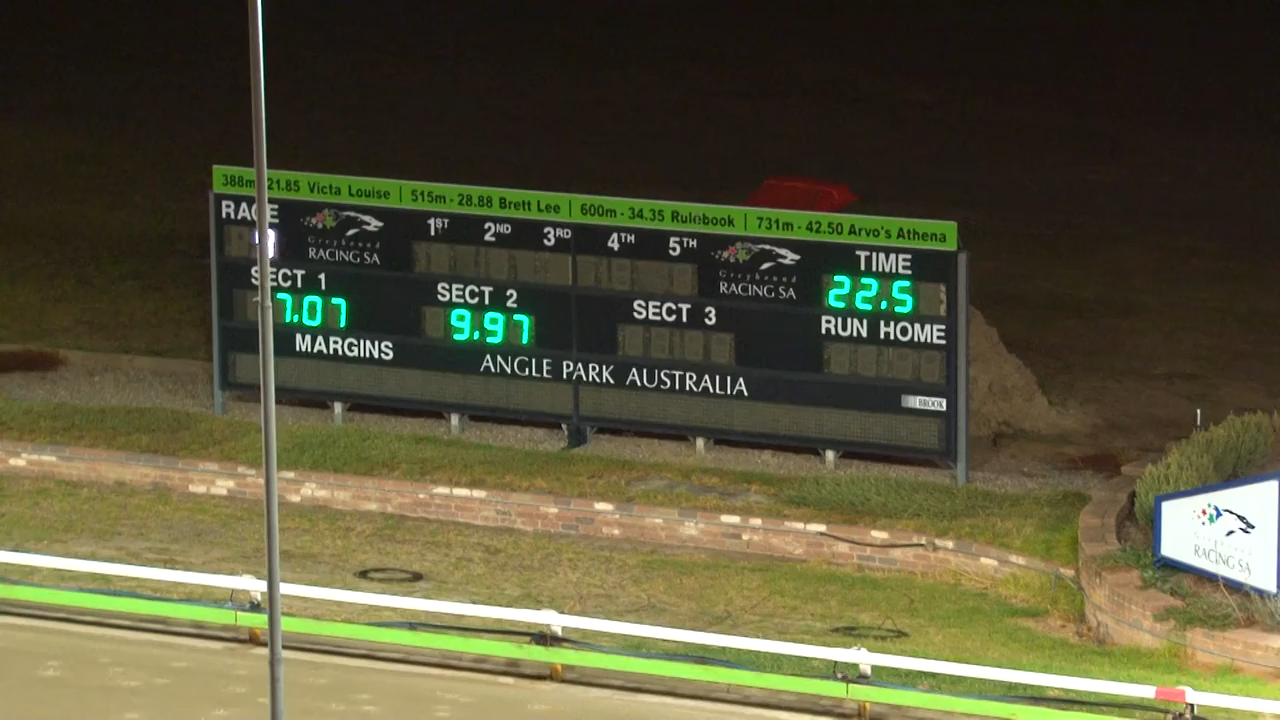 388m 21.85 Victa Louise | 515m - 28.88 Brett Lee | 600m - 34.35 Rulebook | 731m - 42.50 Arvo's Athena
RACE
Greyhound
RACING SA
1ST 2ND 3RD 4TH 5TH
Greyhound
RACING SA
TIME
22.5
SECT 1
7.07
SECT 2
9.97
SECT 3
RUN HOME
MARGINS
ANGLE PARK AUSTRALIA
BROOK
Greyhound
RACING SA